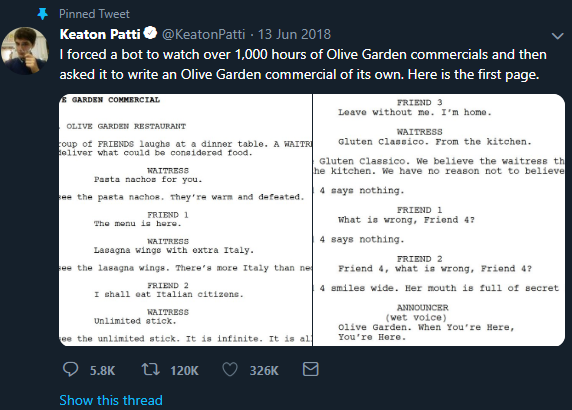 Pinned Tweet
Keaton Patti @KeatonPatti · 13 Jun 2018
I forced a bot to watch over 1,000 hours of Olive Garden commercials and then
asked it to write an Olive Garden commercial of its own. Here is the first page.
E GARDEN COMMERCIAL
OLIVE GARDEN RESTAURANT
roup of FRIENDS laughs at a dinner table. A WAITR
deliver what could be considered food.
WAITRESS
Pasta nachos for you.
see the pasta nachos. They're warm and defeated.
FRIEND 1
The menu is here.
WAITRESS
Lasagna wings with extra Italy.
see the lasagna wings. There's more Italy than ne
FRIEND 2
I shall eat Italian citizens.
WAITRESS
Unlimited stick.
see the unlimited stick. It is infinite. It is al
FRIEND 3
Leave without me. I'm home.
WAITRESS
Gluten Classico. From the kitchen.
Gluten Classico. We believe the waitress th
he kitchen. We have no reason not to believe
4 says nothing.
FRIEND 1
What is wrong, Friend 4?
4 says nothing.
FRIEND 2
Friend 4, what is wrong, Friend 4?
4 smiles wide. Her mouth is full of secret
ANNOUNCER
(wet voice)
Olive Garden. When You're Here,
You're Here.
5.8K 120K 326K
Show this thread